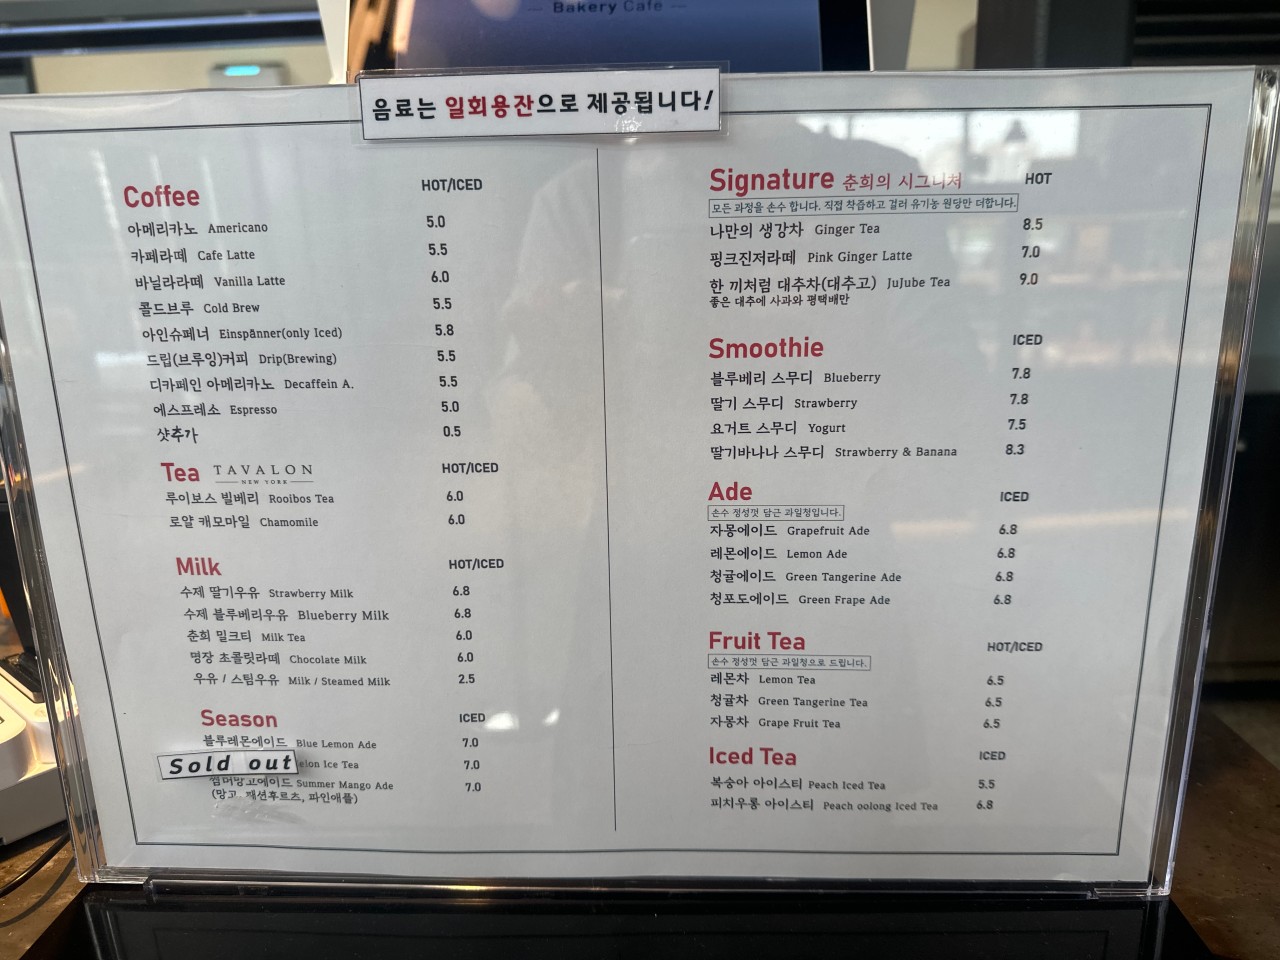 Bakery Cafe
음료는 일회용잔으로 제공됩니다!
Coffee HOT/ICED
아메리카노 Americano 5.0
카페라떼 Cafe Latte 5.5
바닐라라떼 Vanilla Latte 6.0
콜드브루 Cold Brew 5.5
아인슈페너 Einspänner(only Iced) 5.8
드립(브루잉)커피 Drip(Brewing) 5.5
디카페인 아메리카노 Decaffein A. 5.5
에스프레소 Espresso 5.0
샷추가 0.5
Tea TAVALON HOT/ICED
NEW YORK
루이보스 빌베리 Rooibos Tea 6.0
로얄 캐모마일 Chamomile 6.0
Milk HOT/ICED
수제 딸기우유 Strawberry Milk 6.8
수제 블루베리우유 Blueberry Milk 6.8
춘희 밀크티 Milk Tea 6.0
명장 초콜릿라떼 Chocolate Milk 6.0
우유 / 스팀우유 Milk / Steamed Milk 2.5
Season ICED
블루레몬에이드 Blue Lemon Ade 7.0
Sold out elon Ice Tea 7.0
썸머망고에이드 Summer Mango Ade 7.0
(망고, 패션후르츠, 파인애플)
Signature 춘희의 시그니처 HOT
모든 과정을 손수 합니다. 직접 착즙하고 걸러 유기농 원당만 더합니다.
나만의 생강차 Ginger Tea 8.5
핑크진저라떼 Pink Ginger Latte 7.0
한 끼처럼 대추차(대추고) JuJube Tea 9.0
좋은 대추에 사과와 평택배만
Smoothie ICED
블루베리 스무디 Blueberry 7.8
딸기 스무디 Strawberry 7.8
요거트 스무디 Yogurt 7.5
딸기바나나 스무디 Strawberry & Banana 8.3
Ade ICED
손수 정성껏 담근 과일청입니다.
자몽에이드 Grapefruit Ade 6.8
레몬에이드 Lemon Ade 6.8
청귤에이드 Green Tangerine Ade 6.8
청포도에이드 Green Frape Ade 6.8
Fruit Tea HOT/ICED
손수 정성껏 담근 과일청으로 드립니다.
레몬차 Lemon Tea 6.5
청귤차 Green Tangerine Tea 6.5
자몽차 Grape Fruit Tea 6.5
Iced Tea ICED
복숭아 아이스티 Peach Iced Tea 5.5
피치우롱 아이스티 Peach oolong Iced Tea 6.8